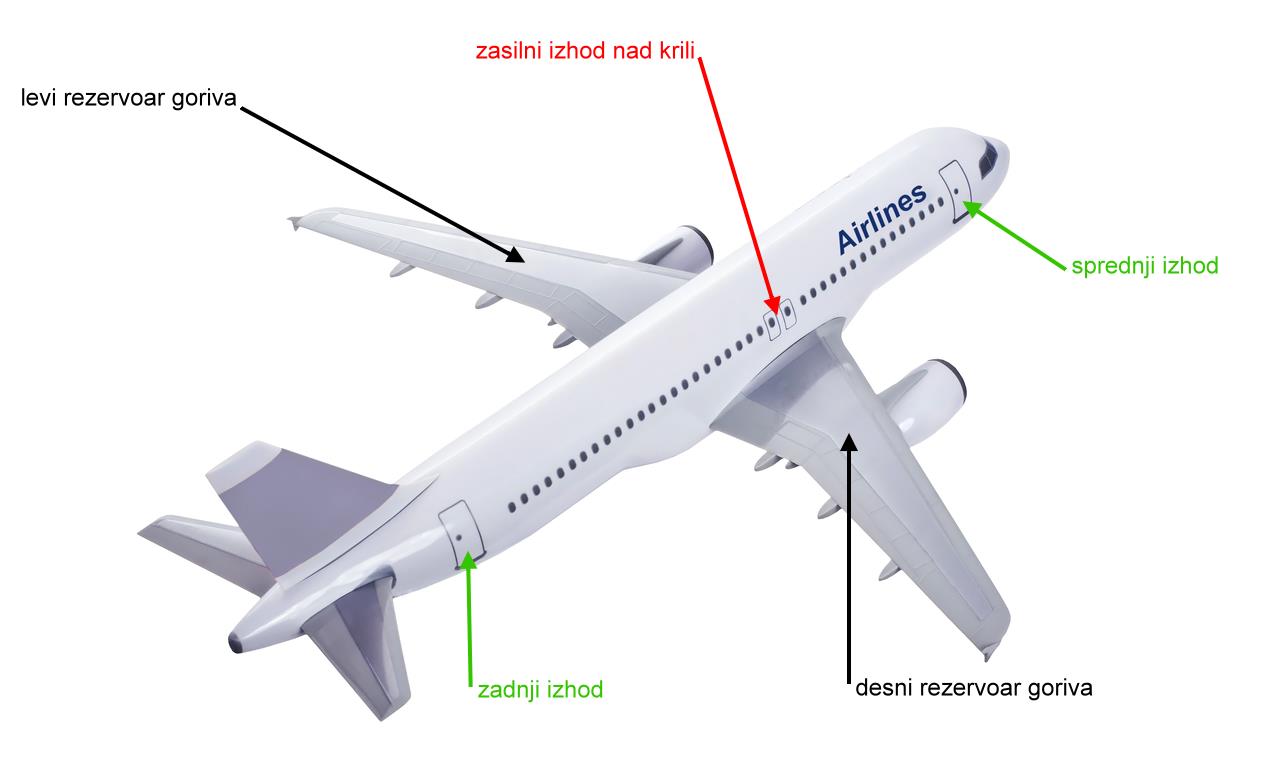 zasilni izhod nad krili
levi rezervoar goriva
Airlines
sprednji izhod
zadnji izhod
desni rezervoar goriva